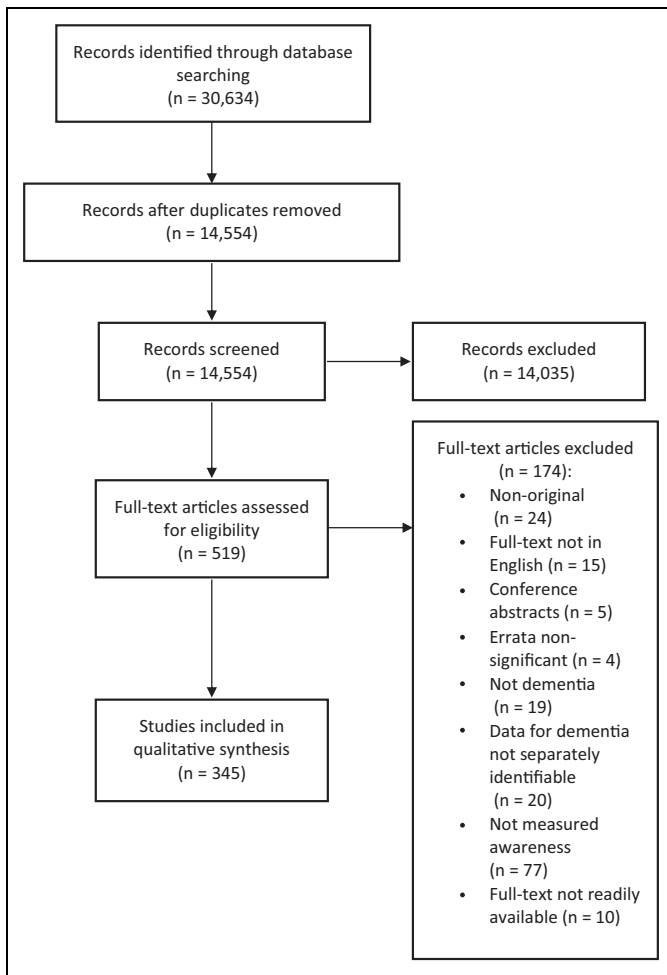 Records identified through database
searching
(n = 30,634)
Records after duplicates removed
(n = 14,554)
Records screened
(n = 14,554)
Records excluded
(n = 14,035)
Full-text articles assessed
for eligibility
(n = 519)
Full-text articles excluded
(n = 174):
• Non-original
(n = 24)
• Full-text not in
English (n = 15)
• Conference
abstracts (n = 5)
• Errata non-
significant (n = 4)
• Not dementia
(n = 19)
• Data for dementia
not separately
identifiable
(n = 20)
• Not measured
awareness
(n = 77)
• Full-text not readily
available (n = 10)
Studies included in
qualitative synthesis
(n = 345)